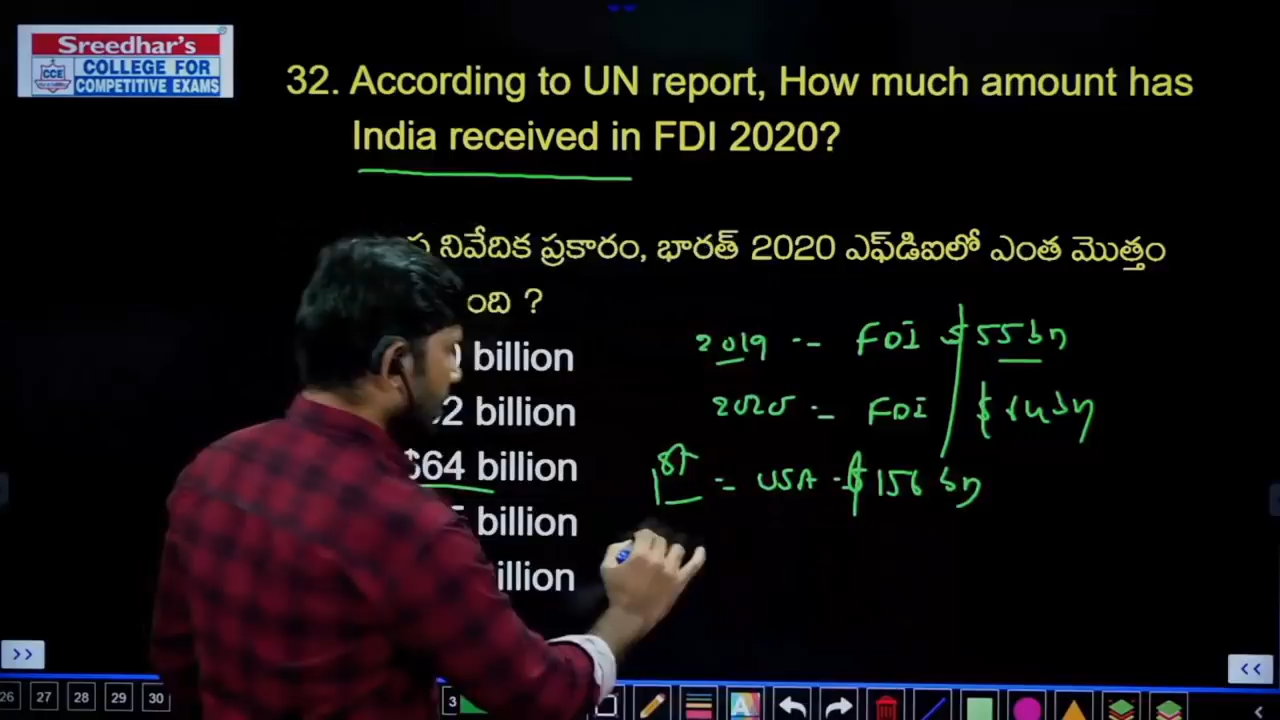 Sreedhar's
CCE
COLLEGE FOR
COMPETITIVE EXAMS
32. According to UN report, How much amount has
India received in FDI 2020?
నివేదిక ప్రకారం, భారత్ 2020 ఎఫ్‌డిఐలో ఎంత మొత్తం
?
billion
2 billion
$64 billion
billion
2019 -- FDI $ 55 bn
2020 -- FDI $ 64 bn
1st -- USA - $ 156 bn
26 27 28 29 30
3
>>
<<
<